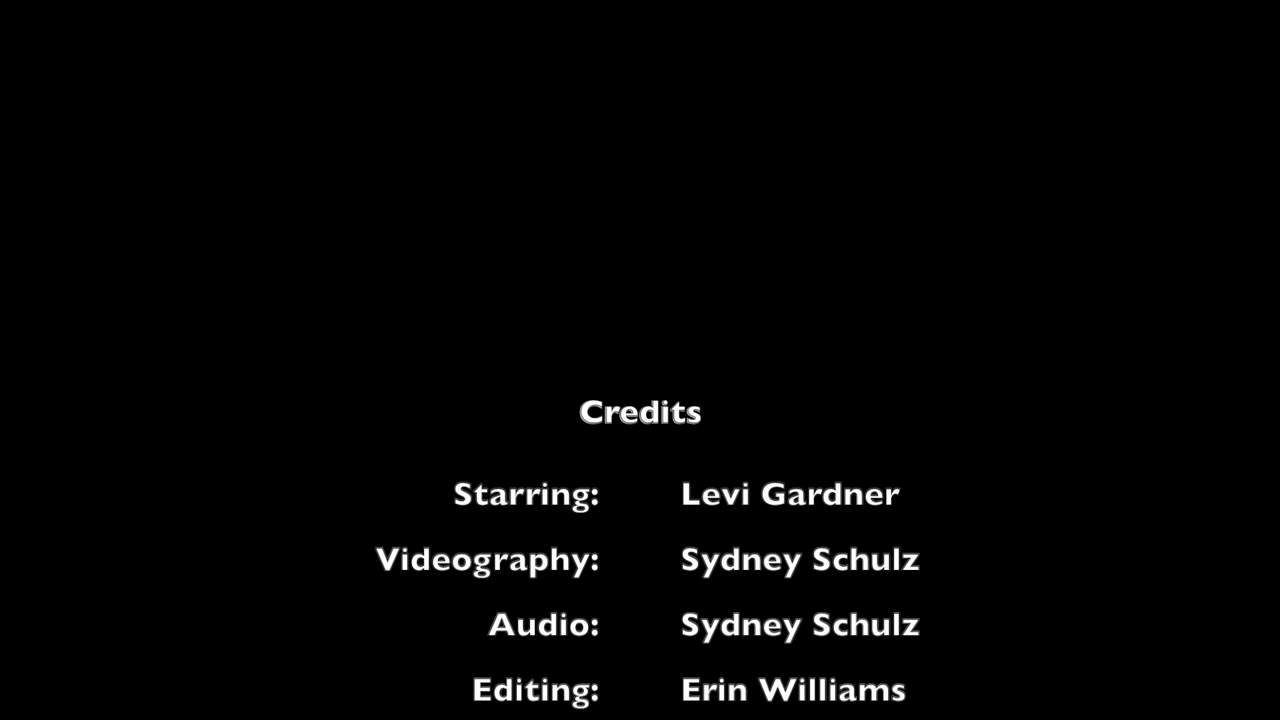 Credits
Starring: Levi Gardner
Videography: Sydney Schulz
Audio: Sydney Schulz
Editing: Erin Williams